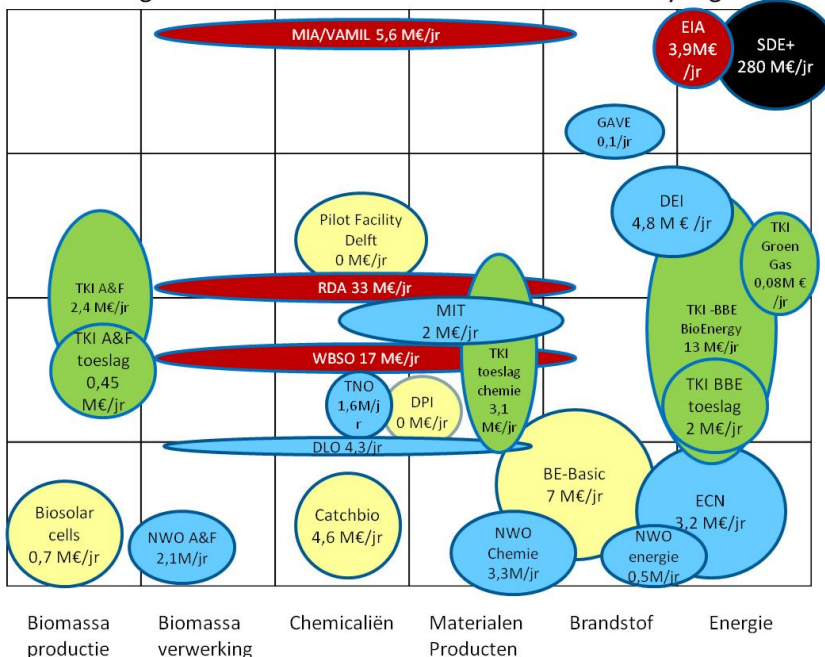 MIA/VAMIL 5,6 M€/jr
EIA
3,9M€
/jr
SDE+
280 M€/jr
GAVE
0,1/jr
DEI
4,8 M € /jr
Pilot Facility
Delft
0 M€/jr
TKI
Groen
Gas
0,08M €
/jr
TKI A&F
2,4 M€/jr
RDA 33 M€/jr
MIT
2 M€/jr
TKI -BBE
BioEnergy
13 M€/jr
TKI A&F
toeslag
0,45
M€/jr
WBSO 17 M€/jr
TKI
toeslag
chemie
3,1
M€/jr
TNO
1,6M/j
r
DPI
0 M€/jr
TKI BBE
toeslag
2 M€/jr
DLO 4,3/jr
BE-Basic
7 M€/jr
Biosolar
cells
0,7 M€/jr
NWO A&F
2,1M/jr
Catchbio
4,6 M€/jr
NWO
Chemie
3,3M/jr
ECN
3,2 M€/jr
NWO
energie
0,5M/jr
Biomassa
productie
Biomassa
verwerking
Chemicaliën
Materialen
Producten
Brandstof
Energie